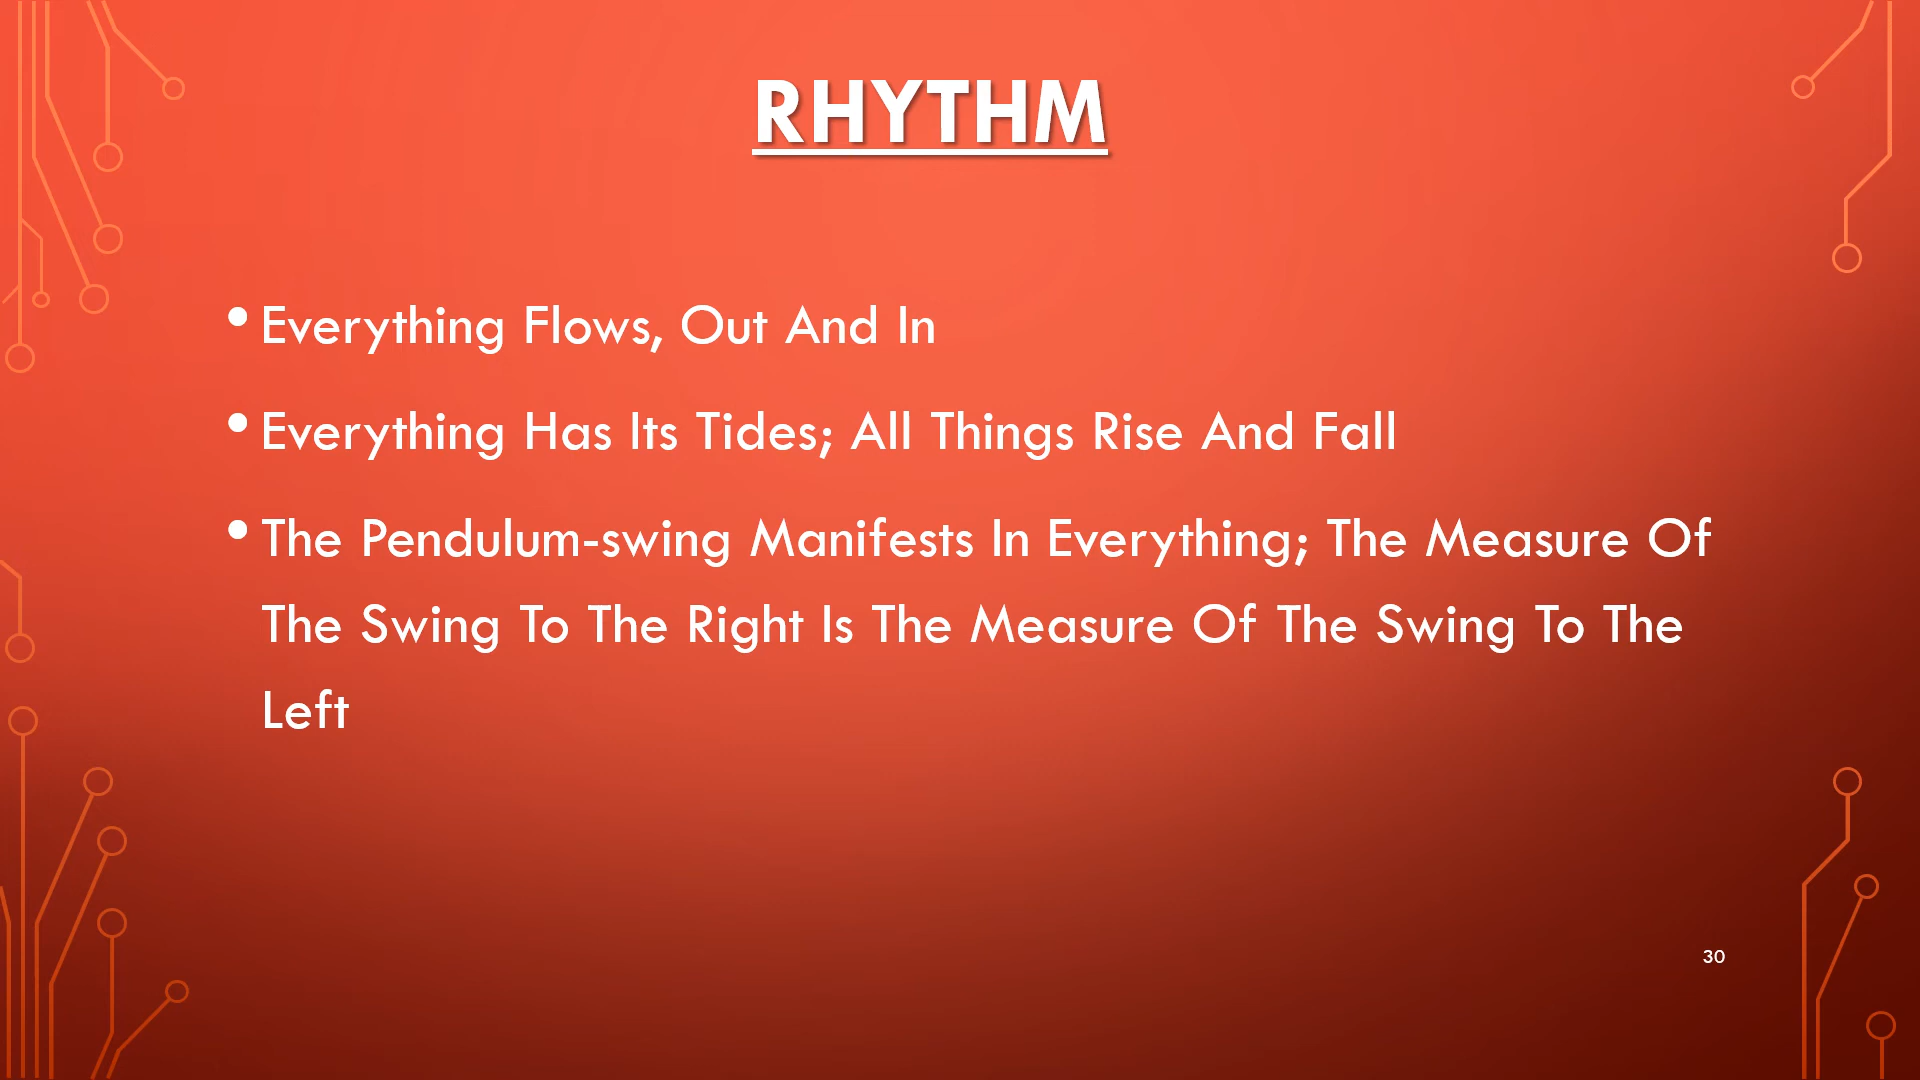 RHYTHM
• Everything Flows, Out And In
• Everything Has Its Tides; All Things Rise And Fall
• The Pendulum-swing Manifests In Everything; The Measure Of
The Swing To The Right Is The Measure Of The Swing To The
Left
30